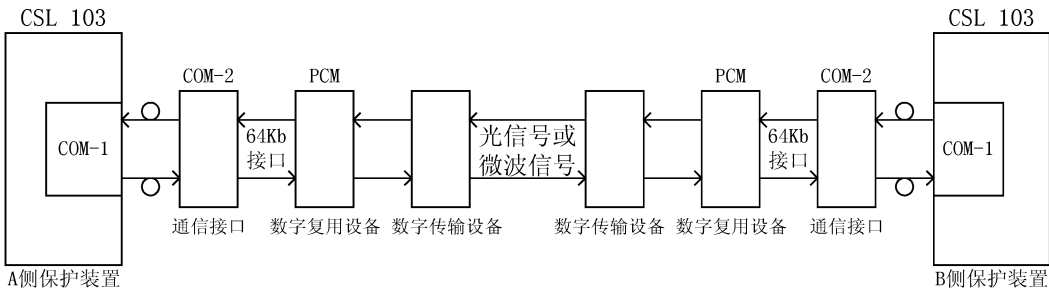 CSL 103
CSL 103
COM-2
PCM
PCM
COM-2
COM-1
64Kb
接口
光信号或
微波信号
64Kb
接口
COM-1
通信接口
数字复用设备
数字传输设备
数字传输设备
数字复用设备
通信接口
A侧保护装置
B侧保护装置